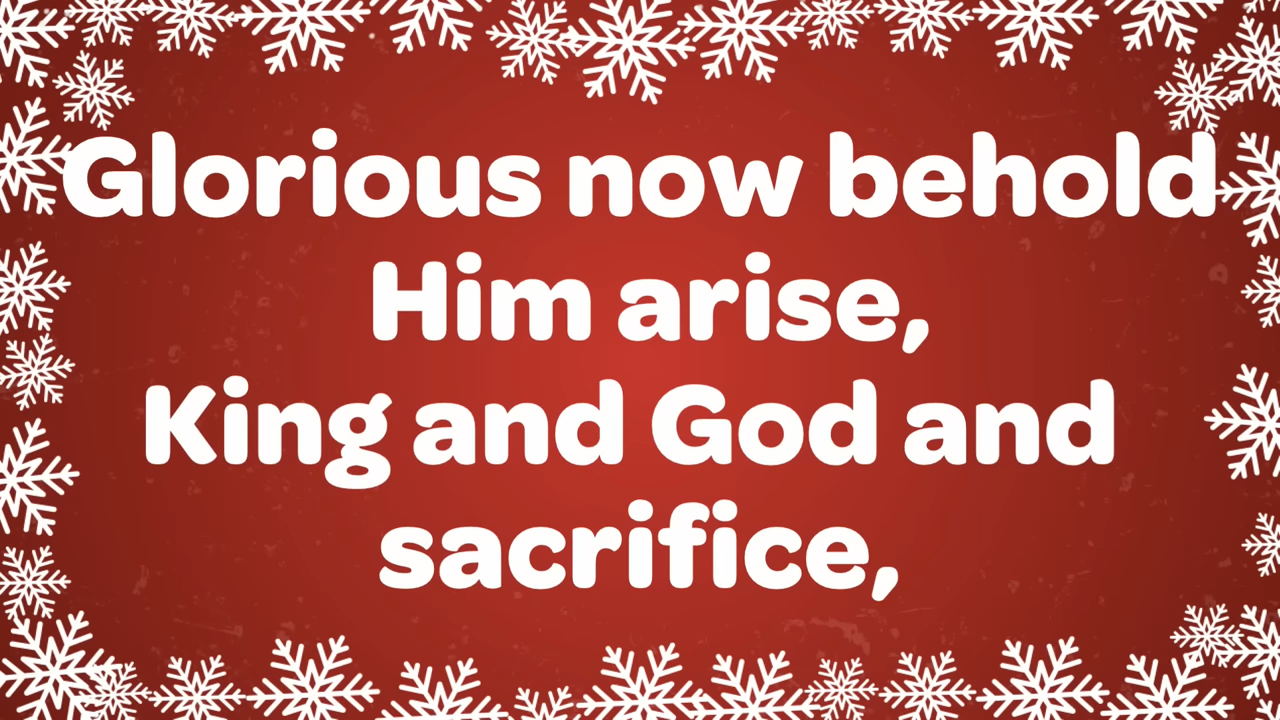 Glorious now behold
Him arise,
King and God and
sacrifice,